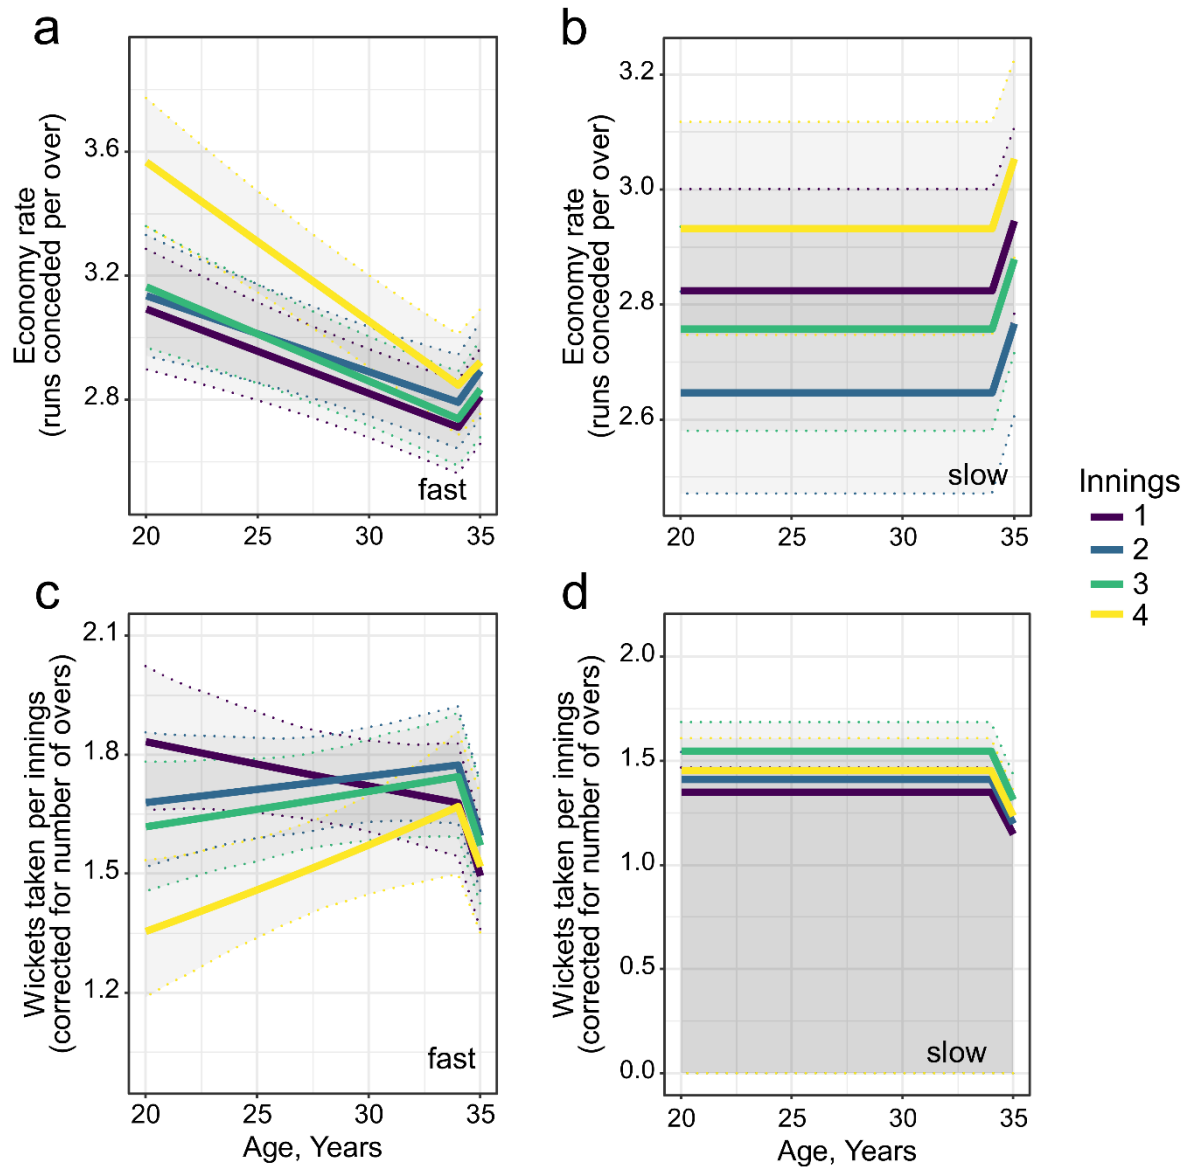 a
Economy rate
(runs conceded per over)
3.6
3.2
2.8
fast
20 25 30 35
b
Economy rate
(runs conceded per over)
3.2
3.0
2.8
2.6
slow
20 25 30 35
Innings
1
2
3
4
c
Wickets taken per innings
(corrected for number of overs)
2.1
1.8
1.5
1.2
fast
20 25 30 35
Age, Years
d
Wickets taken per innings
(corrected for number of overs)
2.0
1.5
1.0
0.5
0.0
slow
20 25 30 35
Age, Years